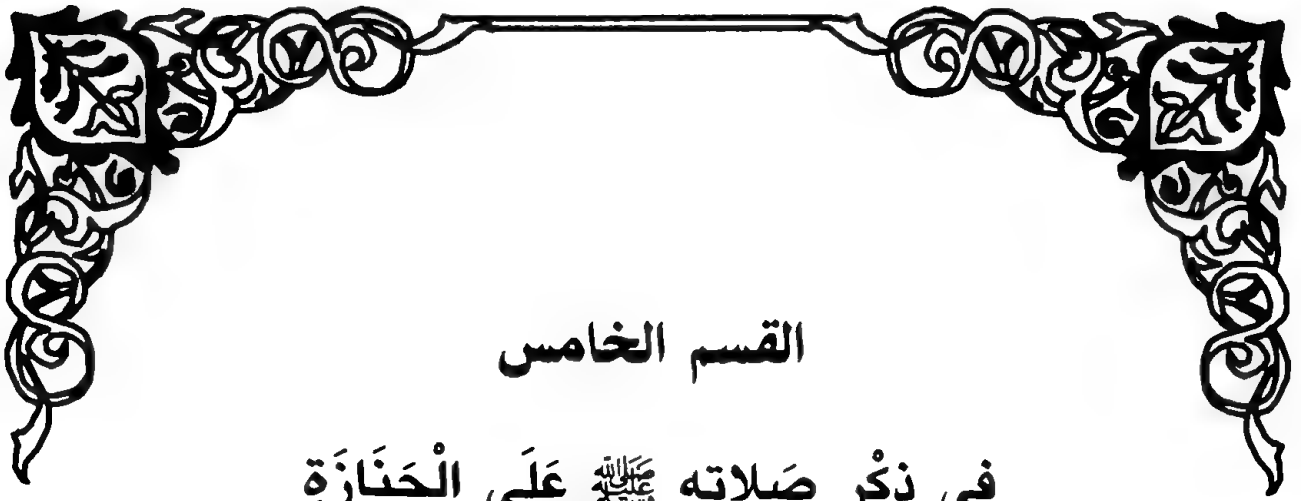 القسم الخامس
في ذكْر صَلاته ﷺ عَلَى الْجَنَازَة